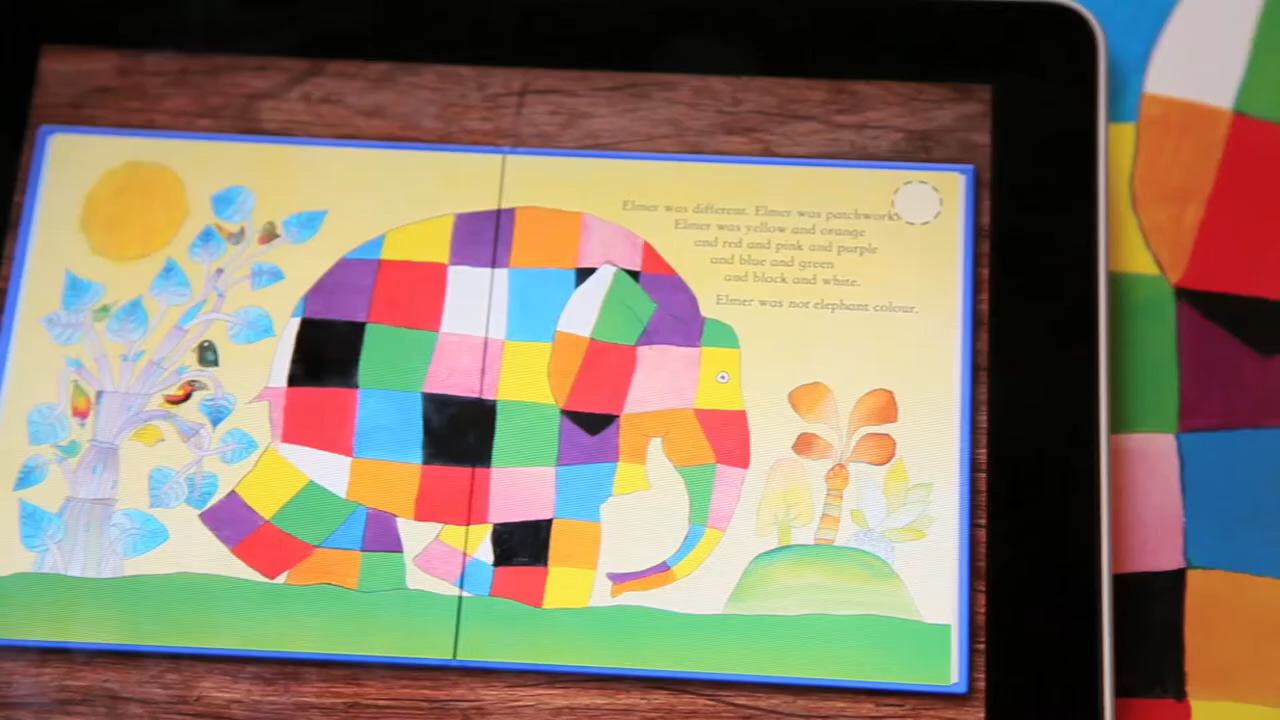 Elmer was different. Elmer was patchwork.
Elmer was yellow and orange
and red and pink and purple
and blue and green
and black and white.
Elmer was not elephant colour.